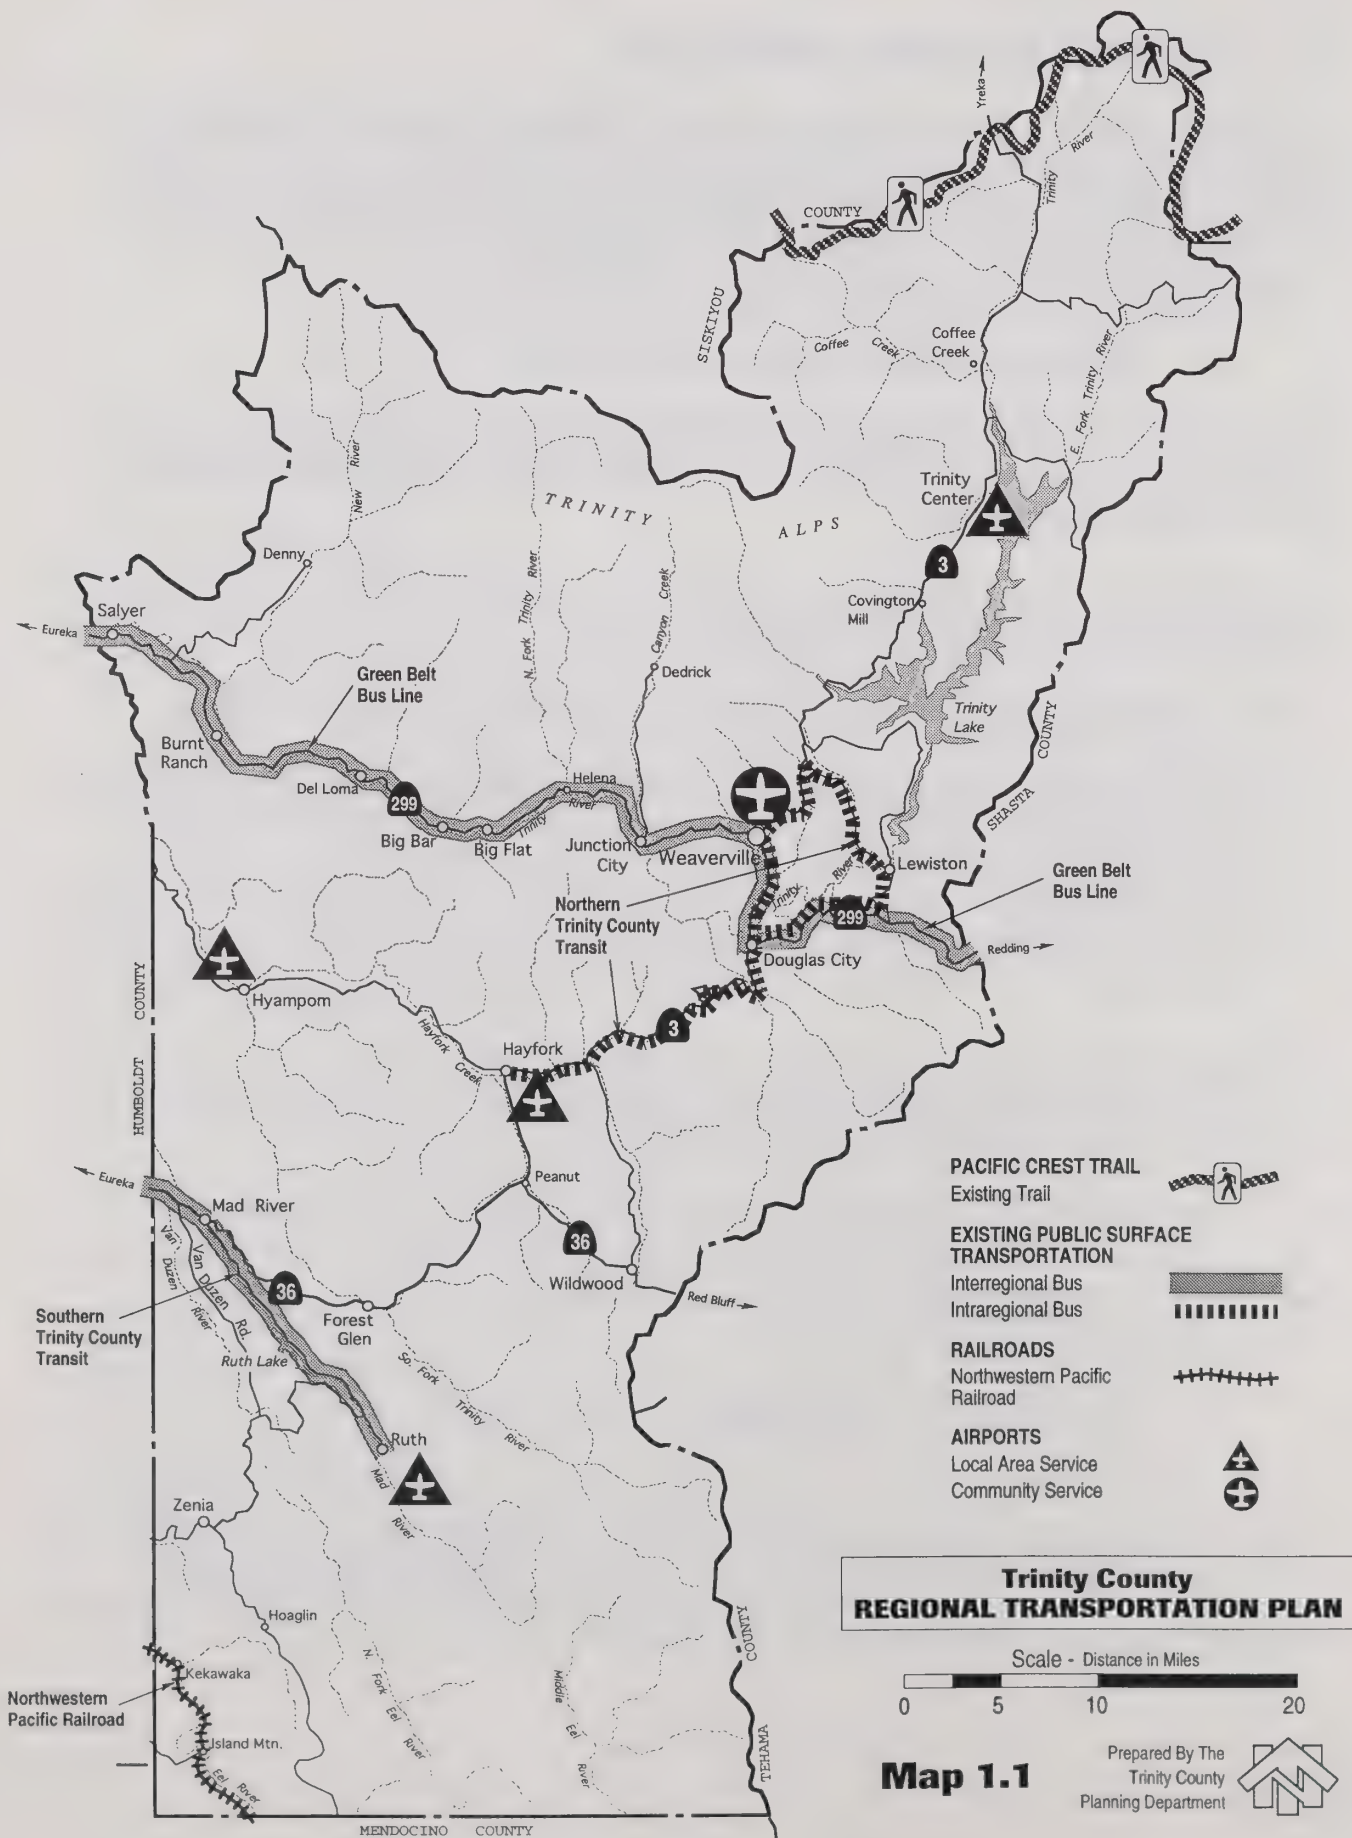 Yreka
River
Trinity
COUNTY
SISKIYOU
Coffee
Creek
Coffee
Creek
E. Fork Trinity River
New River
TRINITY
ALPS
Trinity
Center
3
Denny
N. Fork Trinity River
Canyon Creek
Covington
Mill
Salyer
Eureka
Green Belt
Bus Line
Dedrick
Trinity
Lake
COUNTY
SHASTA
Burnt
Ranch
Del Loma
299
Helena
River
Trinity
Big Bar
Big Flat
Junction
City
Weaverville
Lewiston
River
Trinity
Green Belt
Bus Line
299
Northern
Trinity County
Transit
Douglas City
Redding
Hyampom
HUMBOLDT COUNTY
Hayfork
Creek
Hayfork
3
Eureka
Peanut
Mad River
Van
Duzen
River
Van Duzen Rd.
36
36
Wildwood
Red Bluff
Forest
Glen
Southern
Trinity County
Transit
Ruth Lake
So. Fork
Trinity
River
Ruth
Mad
River
Zenia
Hoaglin
N. Fork
Eel
River
Middle
Eel
River
Kekawaka
Northwestern
Pacific Railroad
Island Mtn.
Eel River
COUNTY
TEHAMA
MENDOCINO COUNTY
PACIFIC CREST TRAIL
Existing Trail
EXISTING PUBLIC SURFACE
TRANSPORTATION
Interregional Bus
Intraregional Bus
RAILROADS
Northwestern Pacific
Railroad
AIRPORTS
Local Area Service
Community Service
Trinity County
REGIONAL TRANSPORTATION PLAN
Scale - Distance in Miles
0 5 10 20
Map 1.1
Prepared By The
Trinity County
Planning Department